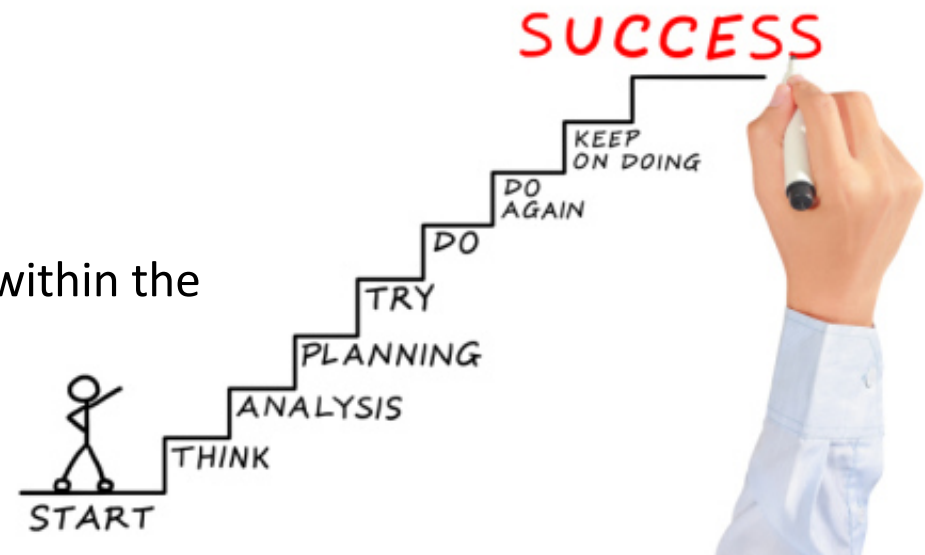 SUCCESS
KEEP
ON DOING
DO
AGAIN
DO
within the
TRY
PLANNING
ANALYSIS
THINK
START